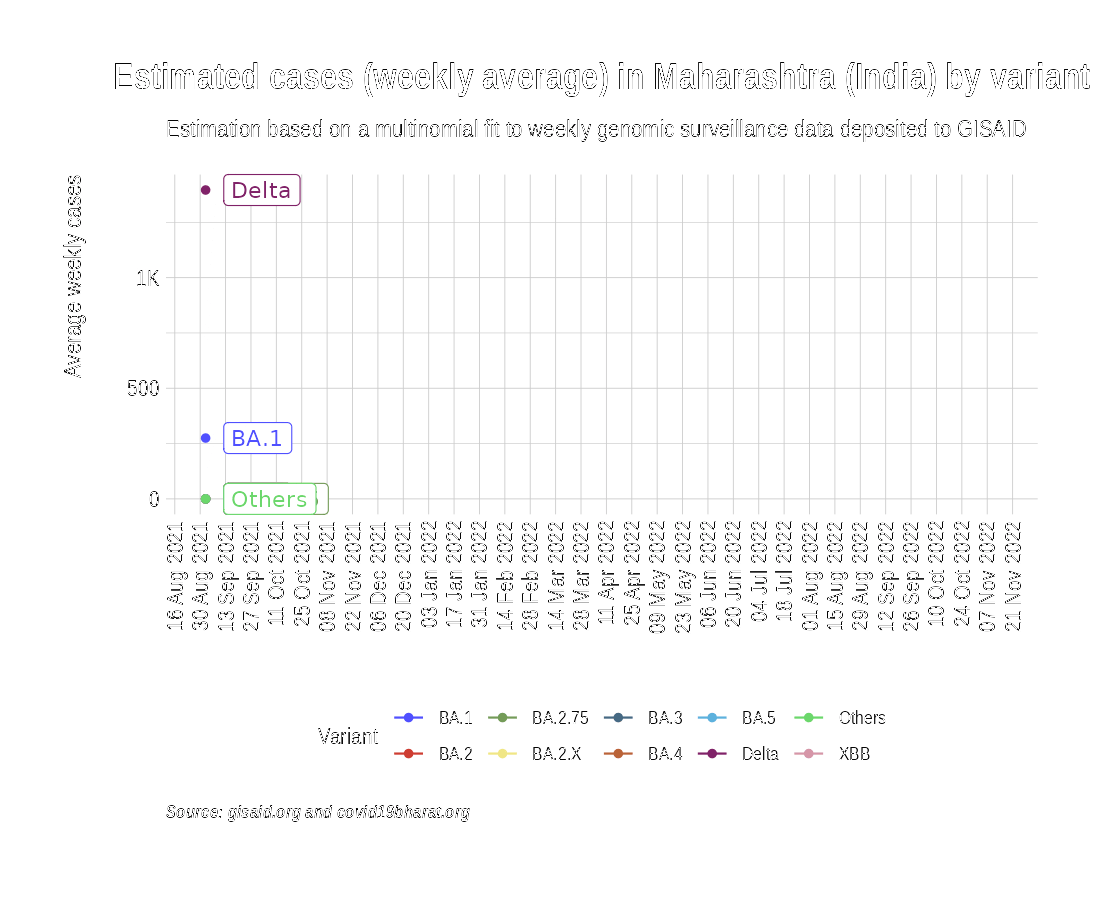 Estimated cases (weekly average) in Maharashtra (India) by variant
Estimation based on a multinomial fit to weekly genomic surveillance data deposited to GISAID
Average weekly cases
Delta
1K
500
BA.1
0
Others
16 Aug 2021
30 Aug 2021
13 Sep 2021
27 Sep 2021
11 Oct 2021
25 Oct 2021
08 Nov 2021
22 Nov 2021
06 Dec 2021
20 Dec 2021
03 Jan 2022
17 Jan 2022
31 Jan 2022
14 Feb 2022
28 Feb 2022
14 Mar 2022
28 Mar 2022
11 Apr 2022
25 Apr 2022
09 May 2022
23 May 2022
06 Jun 2022
20 Jun 2022
04 Jul 2022
18 Jul 2022
01 Aug 2022
15 Aug 2022
29 Aug 2022
12 Sep 2022
26 Sep 2022
10 Oct 2022
24 Oct 2022
07 Nov 2022
21 Nov 2022
Variant
BA.1 BA.2.75 BA.3 BA.5 Others
BA.2 BA.2.X BA.4 Delta XBB
Source: gisaid.org and covid19bharat.org